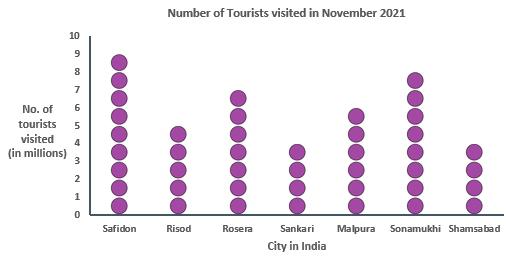 Number of Tourists visited in November 2021
10
9
8
7
6
5
4
3
2
1
0
No. of
tourists
visited
(in millions)
Safidon Risod Rosera Sankari Malpura Sonamukhi Shamsabad
City in India